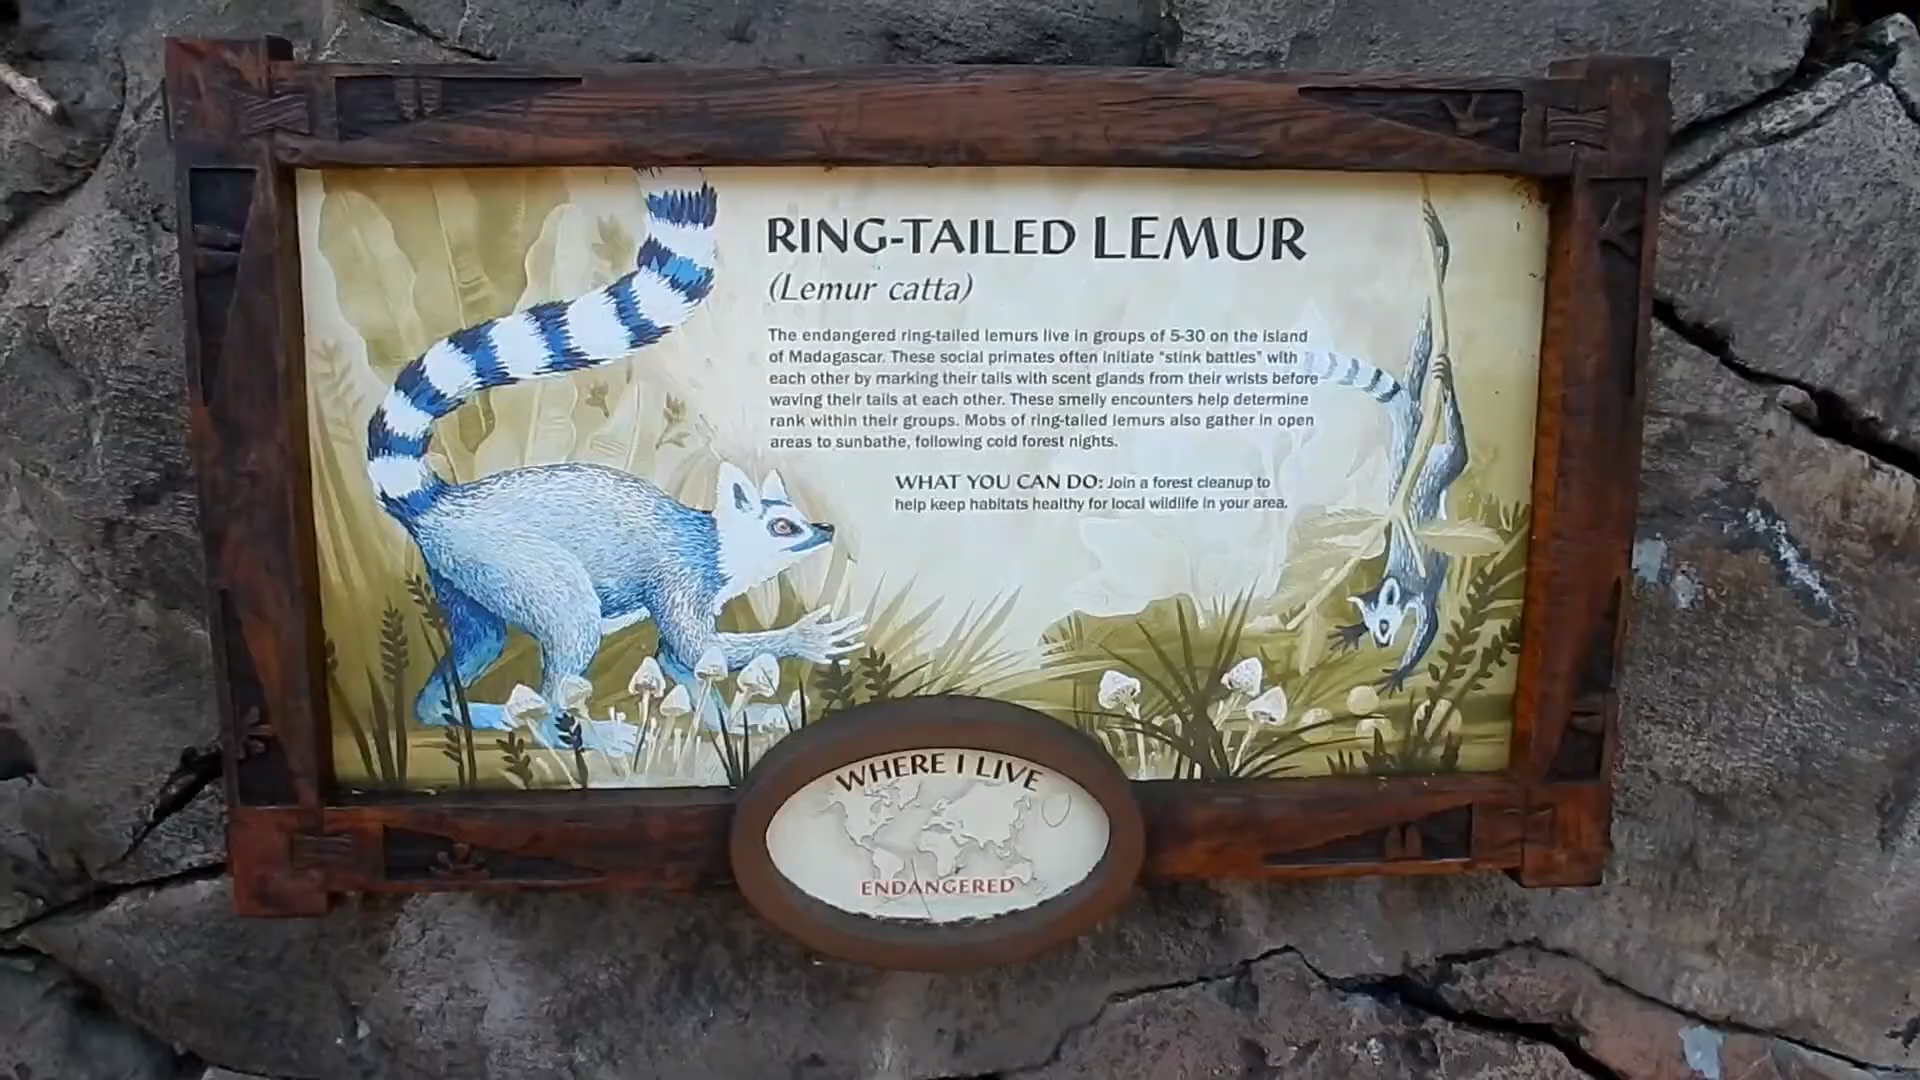 RING-TAILED LEMUR
(Lemur catta)
The endangered ring-tailed lemurs live in groups of 5-30 on the island
of Madagascar. These social primates often initiate "stink battles" with
each other by marking their tails with scent glands from their wrists before
waving their tails at each other. These smelly encounters help determine
rank within their groups. Mobs of ring-tailed lemurs also gather in open
areas to sunbathe, following cold forest nights.
WHAT YOU CAN DO: Join a forest cleanup to
help keep habitats healthy for local wildlife in your area.
WHERE I LIVE
ENDANGERED